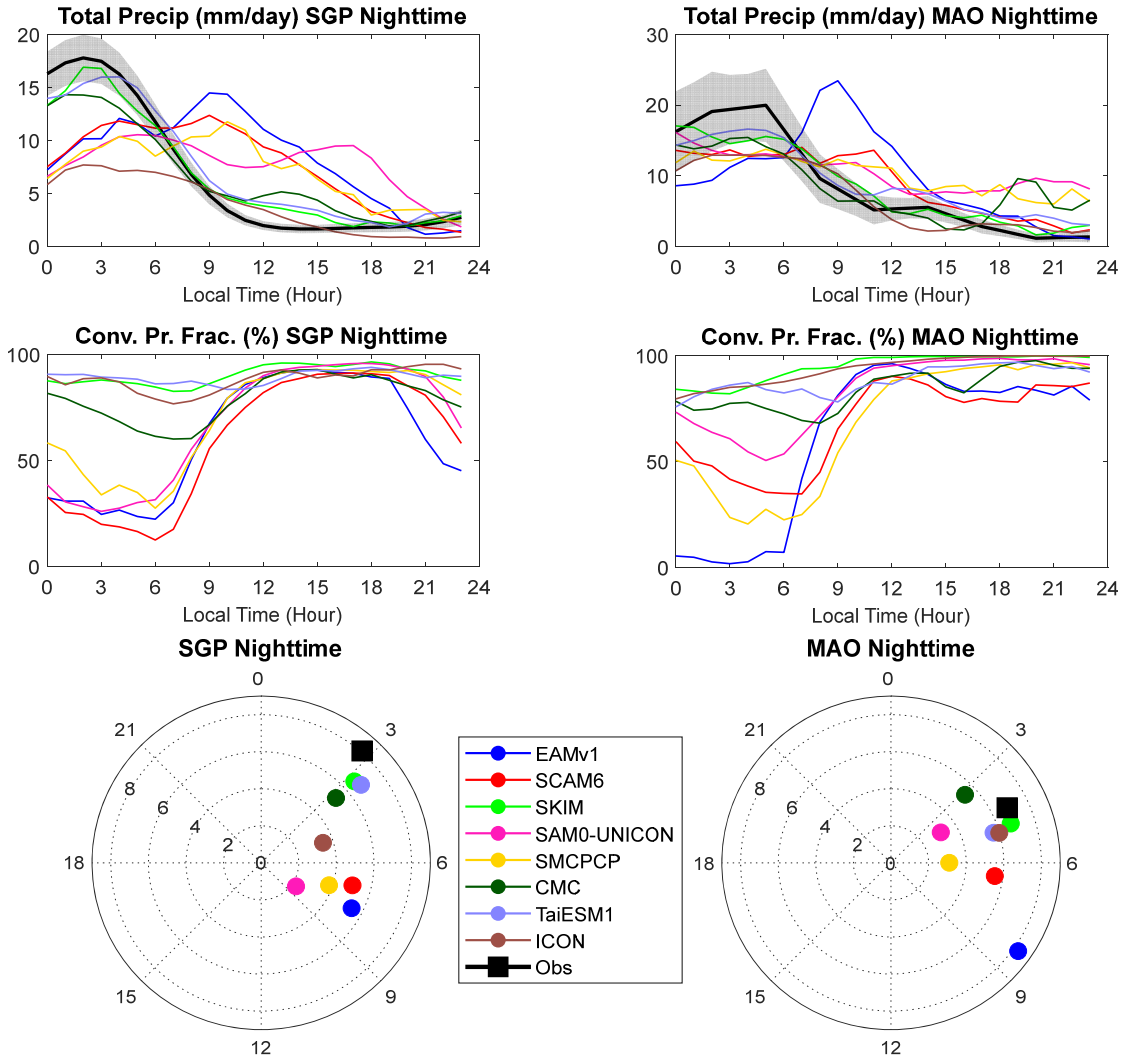 Total Precip (mm/day) SGP Nighttime
20
15
10
5
0
0 3 6 9 12 15 18 21 24
Local Time (Hour)
Total Precip (mm/day) MAO Nighttime
30
20
10
0
0 3 6 9 12 15 18 21 24
Local Time (Hour)
Conv. Pr. Frac. (%) SGP Nighttime
100
50
0
0 3 6 9 12 15 18 21 24
Local Time (Hour)
Conv. Pr. Frac. (%) MAO Nighttime
100
50
0
0 3 6 9 12 15 18 21 24
Local Time (Hour)
SGP Nighttime
0
21 3
8
6
4
2
0
18 6
15 9
12
EAMv1
SCAM6
SKIM
SAM0-UNICON
SMCPCP
CMC
TaiESM1
ICON
Obs
MAO Nighttime
0
21 3
8
6
4
2
0
18 6
15 9
12